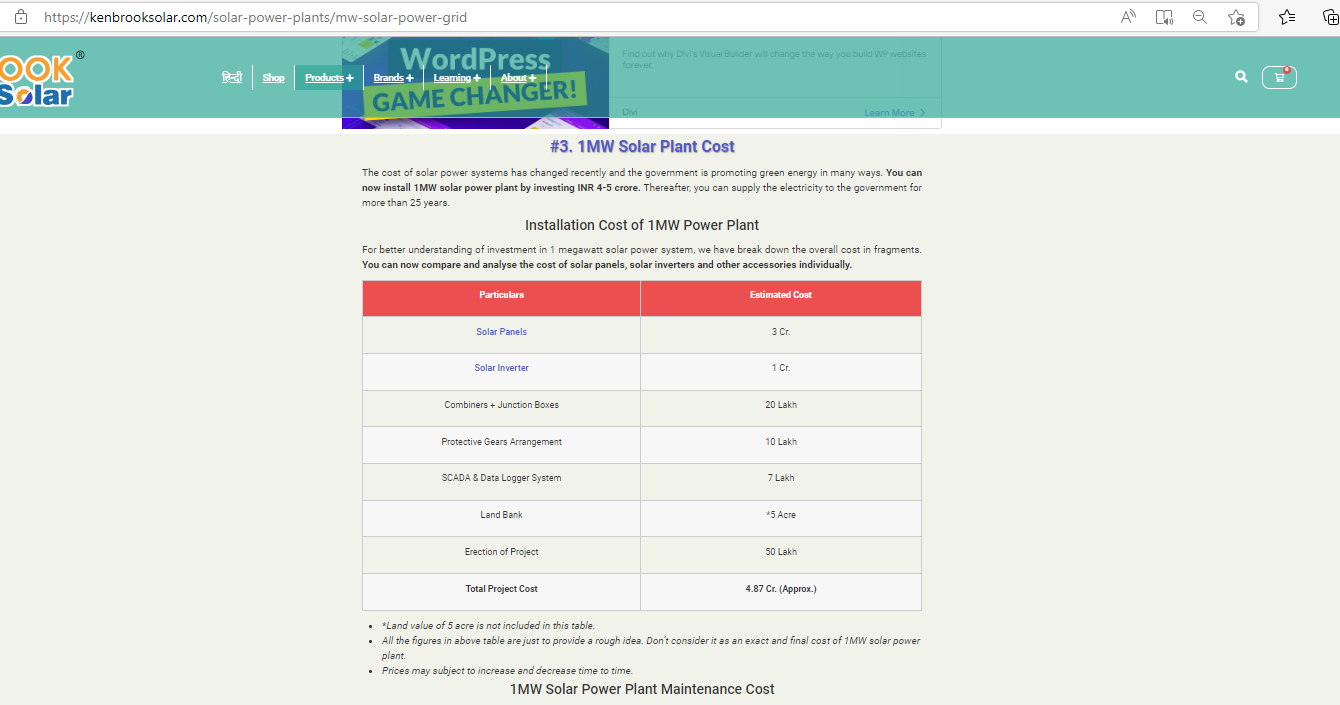 https://kenbrooksolar.com/solar-power-plants/mw-solar-power-grid
OOK ®
Solar
हिन्दी
Shop
Products +
Brands +
Learning +
About +
0
WordPress
GAME CHANGER!
Find out why Divi's Visual Builder will change the way you build WP websites
forever.
Divi
Learn More >
#3. 1MW Solar Plant Cost
The cost of solar power systems has changed recently and the government is promoting green energy in many ways. You can
now install 1MW solar power plant by investing INR 4-5 crore. Thereafter, you can supply the electricity to the government for
more than 25 years.
Installation Cost of 1MW Power Plant
For better understanding of investment in 1 megawatt solar power system, we have break down the overall cost in fragments.
You can now compare and analyse the cost of solar panels, solar inverters and other accessories individually.
Particulars Estimated Cost
Solar Panels 3 Cr.
Solar Inverter 1 Cr.
Combiners + Junction Boxes 20 Lakh
Protective Gears Arrangement 10 Lakh
SCADA & Data Logger System 7 Lakh
Land Bank *5 Acre
Erection of Project 50 Lakh
Total Project Cost 4.87 Cr. (Approx.)
• *Land value of 5 acre is not included in this table.
• All the figures in above table are just to provide a rough idea. Don't consider it as an exact and final cost of 1MW solar power
plant.
• Prices may subject to increase and decrease time to time.
1MW Solar Power Plant Maintenance Cost